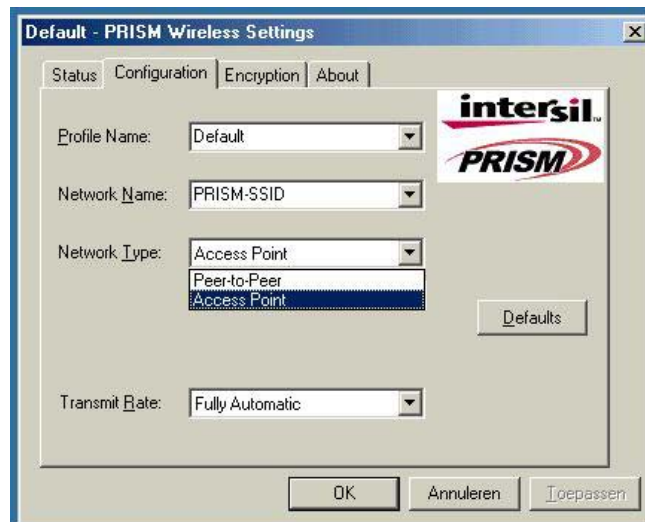 Default - PRISM Wireless Settings
Status Configuration Encryption About
intersil™
PRISM
Profile Name: Default
Network Name: PRISM-SSID
Network Type: Access Point
Peer-to-Peer
Access Point
Defaults
Transmit Rate: Fully Automatic
OK Annuleren Toepassen